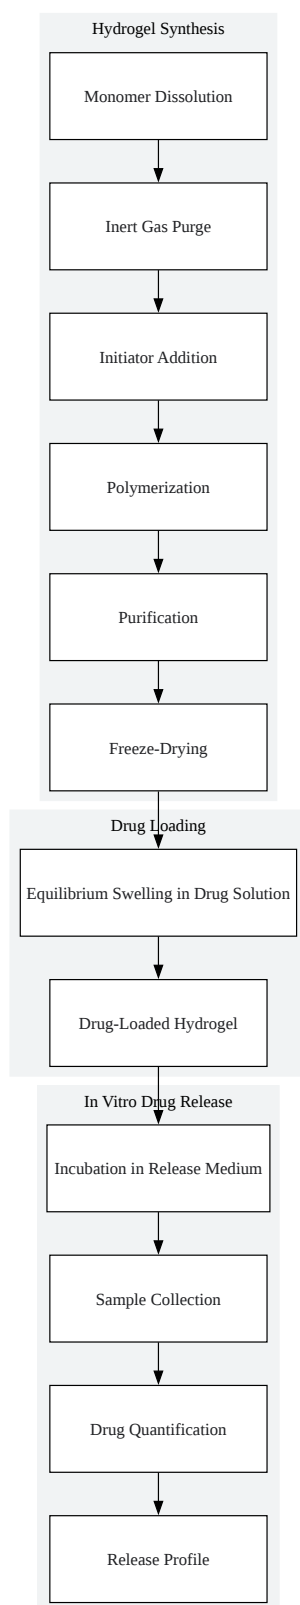 Hydrogel Synthesis
Monomer Dissolution
Inert Gas Purge
Initiator Addition
Polymerization
Purification
Freeze-Drying
Drug Loading
Equilibrium Swelling in Drug Solution
Drug-Loaded Hydrogel
In Vitro Drug Release
Incubation in Release Medium
Sample Collection
Drug Quantification
Release Profile